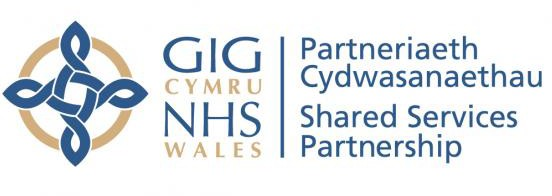 GIG
CYMRU
NHS
WALES
Partneriaeth
Cydwasanaethau
Shared Services
Partnership